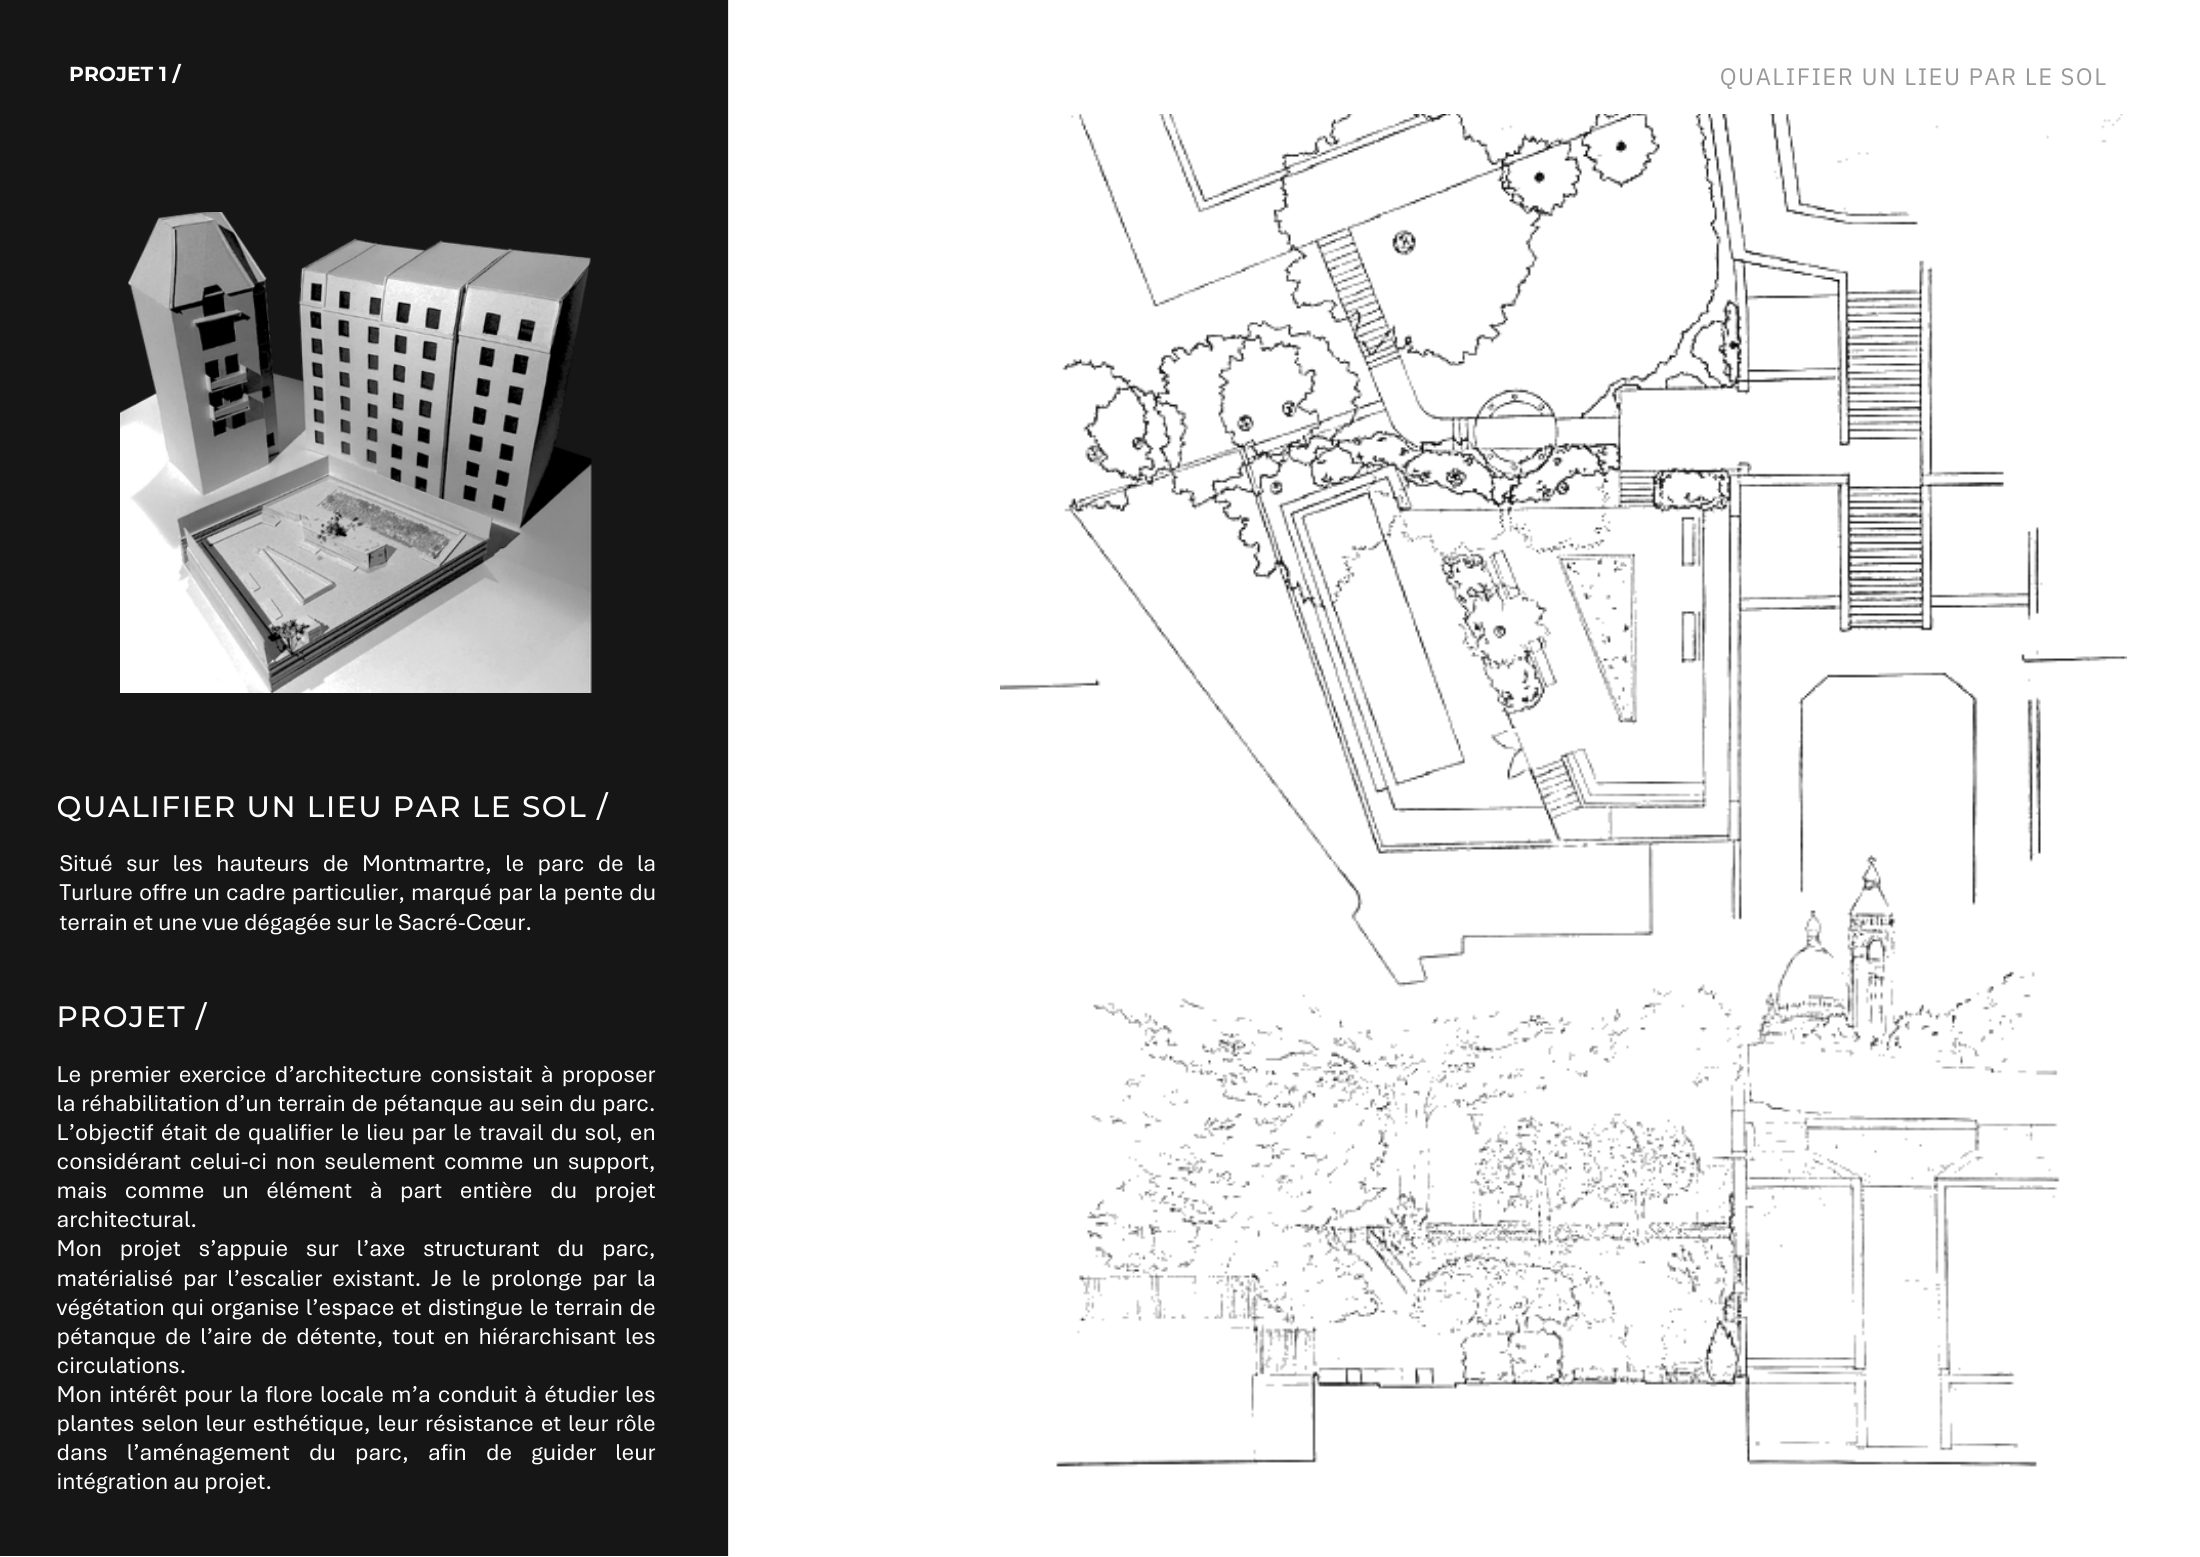 PROJET 1 /
QUALIFIER UN LIEU PAR LE SOL
QUALIFIER UN LIEU PAR LE SOL /
Situé sur les hauteurs de Montmartre, le parc de la
Turlure offre un cadre particulier, marqué par la pente du
terrain et une vue dégagée sur le Sacré-Cœur.
PROJET /
Le premier exercice d’architecture consistait à proposer
la réhabilitation d’un terrain de pétanque au sein du parc.
L’objectif était de qualifier le lieu par le travail du sol, en
considérant celui-ci non seulement comme un support,
mais comme un élément à part entière du projet
architectural.
Mon projet s’appuie sur l’axe structurant du parc,
matérialisé par l’escalier existant. Je le prolonge par la
végétation qui organise l’espace et distingue le terrain de
pétanque de l’aire de détente, tout en hiérarchisant les
circulations.
Mon intérêt pour la flore locale m’a conduit à étudier les
plantes selon leur esthétique, leur résistance et leur rôle
dans l’aménagement du parc, afin de guider leur
intégration au projet.